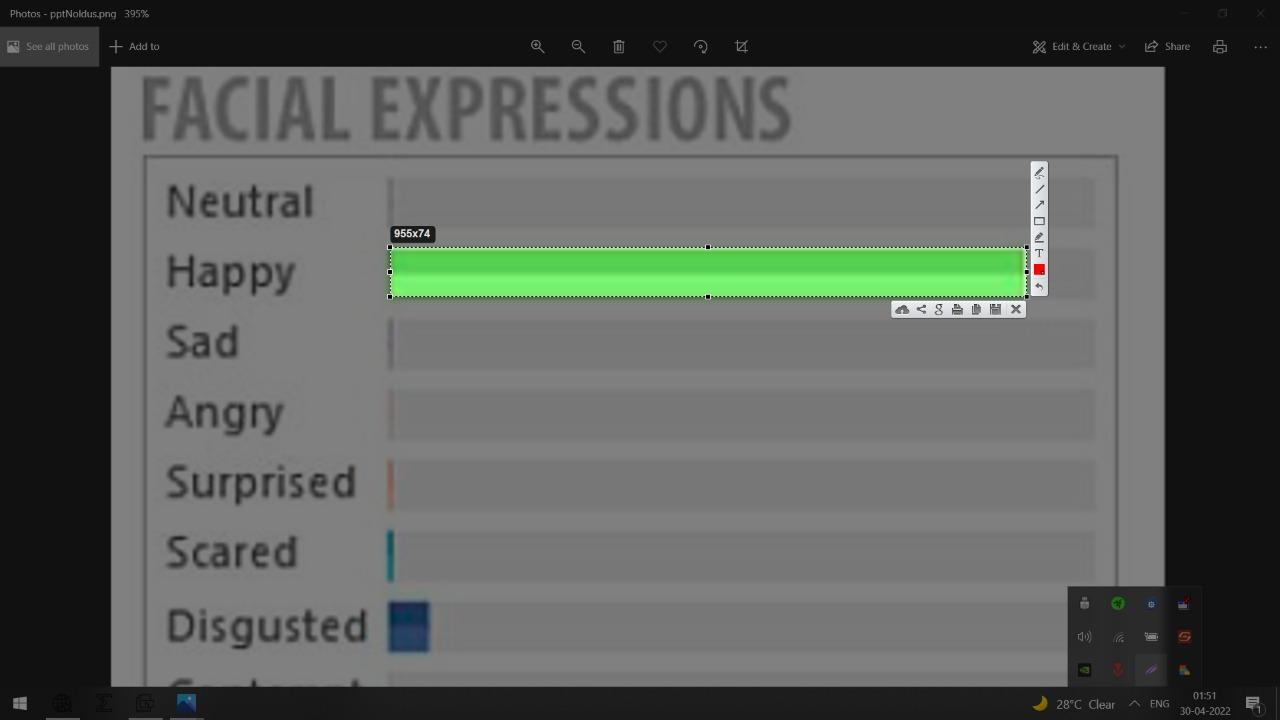 Photos - pptNoldus.png 395%
See all photos
Add to
Edit & Create
Share
FACIAL EXPRESSIONS
Neutral
955x74
Happy
T
Sad
Angry
Surprised
Scared
Disgusted
28°C Clear
ENG
01:51
30-04-2022
1